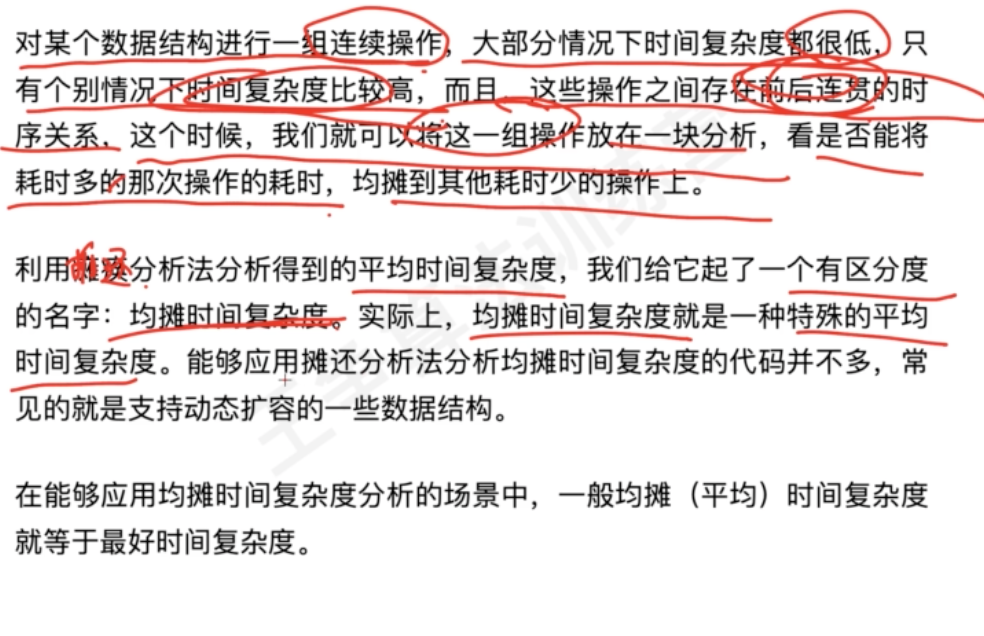 对某个数据结构进行一组连续操作，大部分情况下时间复杂度都很低，只
有个别情况下时间复杂度比较高，而且，这些操作之间存在前后连贯的时
序关系，这个时候，我们就可以将这一组操作放在一块分析，看是否能将
耗时多的那次操作的耗时，均摊到其他耗时少的操作上。
利用摊还分析法分析得到的平均时间复杂度，我们给它起了一个有区分度
的名字：均摊时间复杂度。实际上，均摊时间复杂度就是一种特殊的平均
时间复杂度。能够应用摊还分析法分析均摊时间复杂度的代码并不多，常
见的就是支持动态扩容的一些数据结构。
在能够应用均摊时间复杂度分析的场景中，一般均摊（平均）时间复杂度
就等于最好时间复杂度。